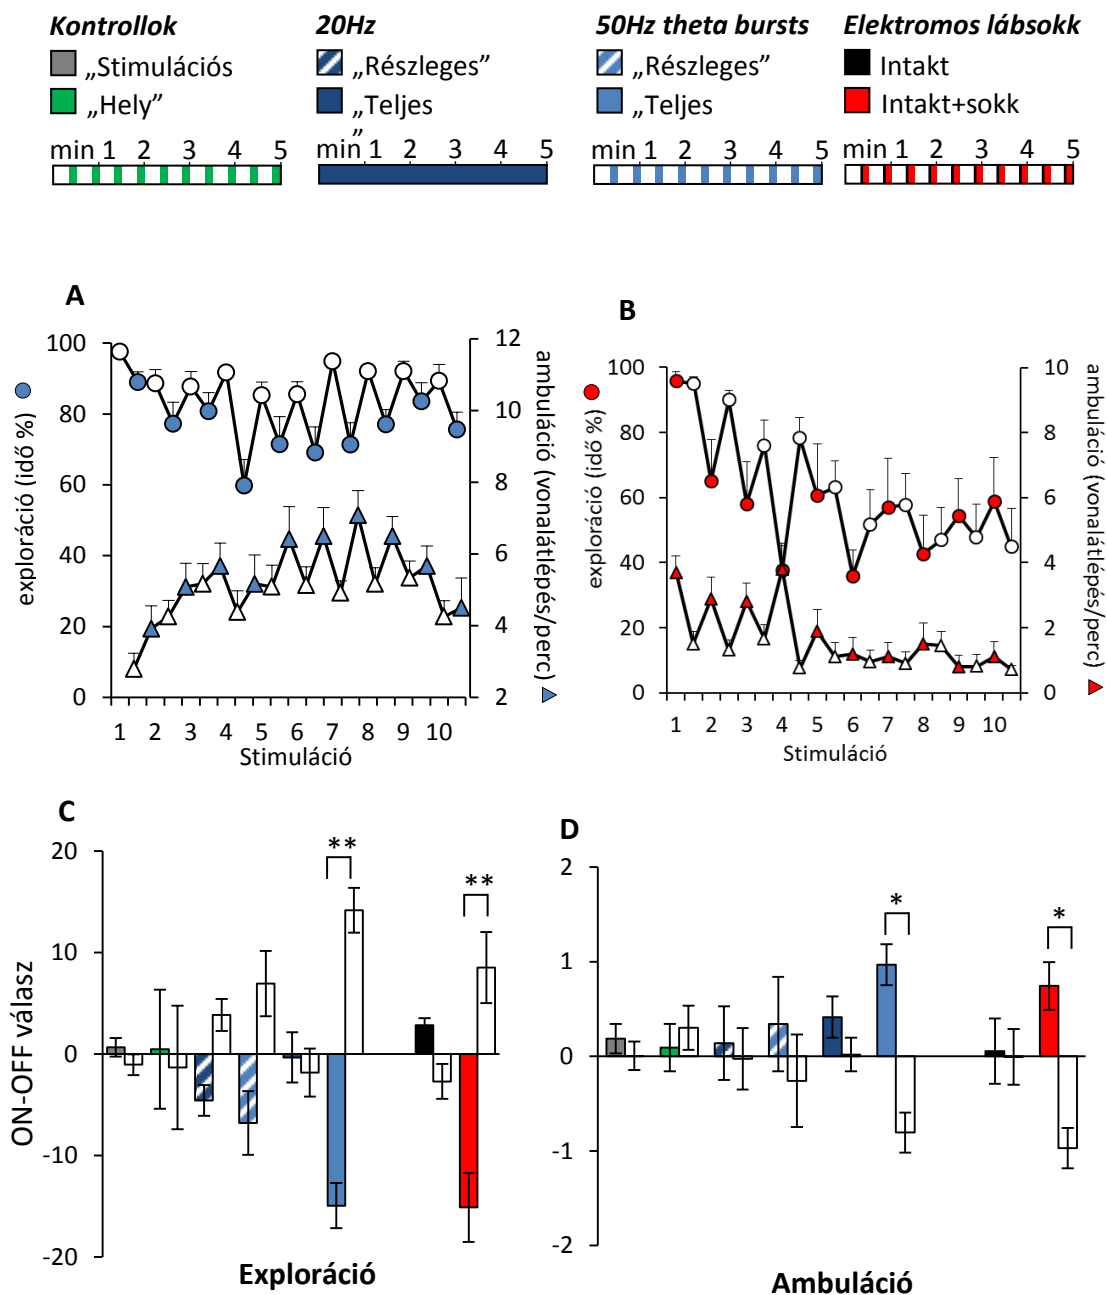 Kontrollok 20Hz 50Hz theta bursts Elektromos lábsokk
„Stimulációs „Részleges” „Részleges” Intakt
„Hely” „Teljes „Teljes Intakt+sokk
”
min 1 2 3 4 5 min 1 2 3 5 min 1 2 3 4 5 min 1 2 3 4 5
A
B
100 12
80 10
60 8
40 6
20 4
0 2
exploráció (idő %)
ambuláció (vonalátlépés/perc)
1 2 3 4 5 6 7 8 9 10
Stimuláció
100 10
80 8
60 6
40 4
20 2
0 0
exploráció (idő %)
ambuláció (vonalátlépés/perc)
1 2 3 4 5 6 7 8 9 10
Stimuláció
C
D
ON-OFF válasz
20
10
0
-10
-20
** **
Exploráció
2
1
0
-1
-2
* *
Ambuláció